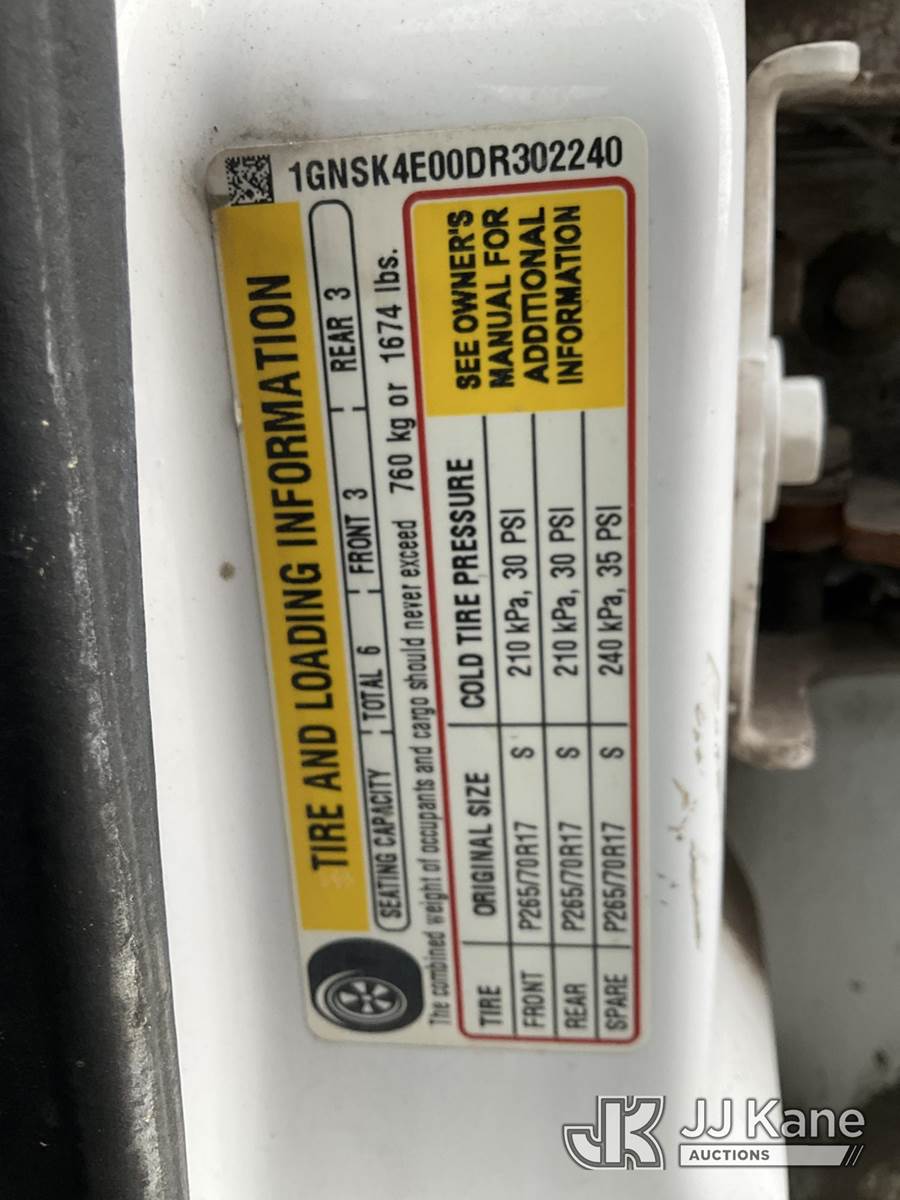 1GNSK4E00DR302240
TIRE AND LOADING INFORMATION
SEATING CAPACITY TOTAL 6 FRONT 3 REAR 3
The combined weight of occupants and cargo should never exceed 760 kg or 1674 lbs.
TIRE ORIGINAL SIZE COLD TIRE PRESSURE
FRONT P265/70R17 S 210 kPa, 30 PSI
REAR P265/70R17 S 210 kPa, 30 PSI
SPARE P265/70R17 S 240 kPa, 35 PSI
SEE OWNER'S
MANUAL FOR
ADDITIONAL
INFORMATION
JK JJ Kane
AUCTIONS